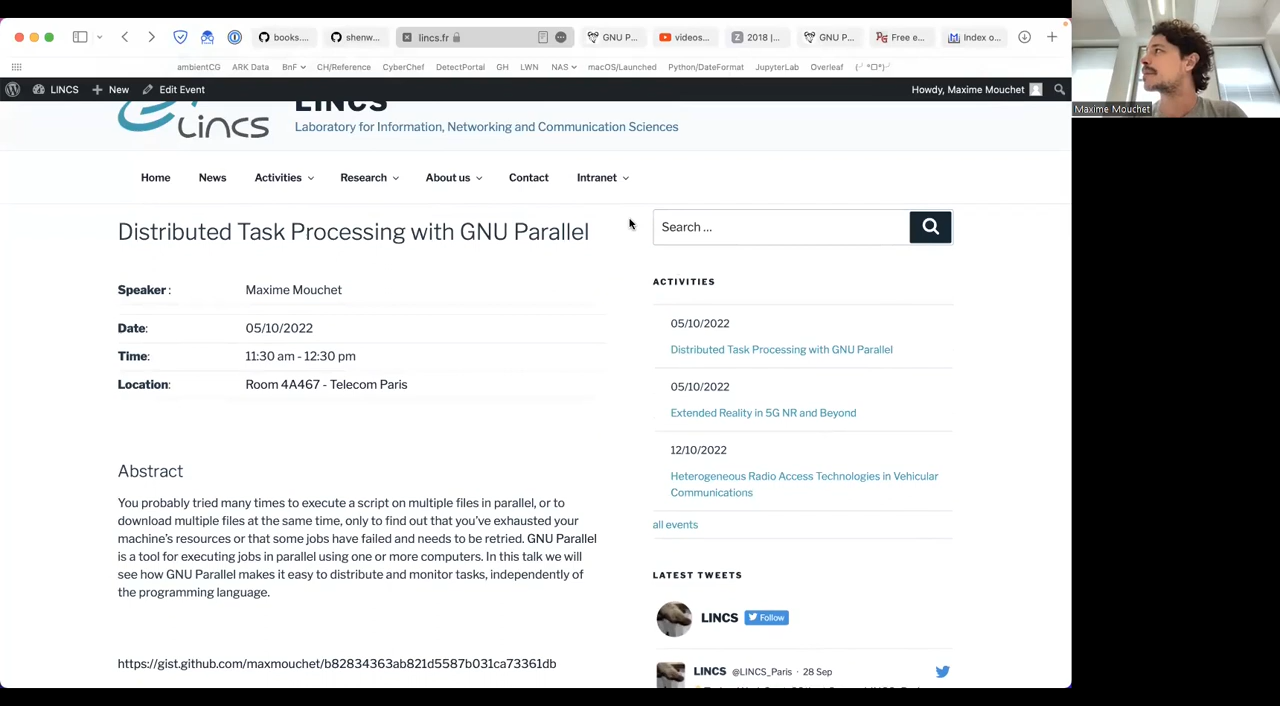 books....
shenw...
lincs.fr
GNU P...
videos...
2018 |...
GNU P...
Free e...
Index o...
ambientCG
ARK Data
BnF
CH/Reference
CyberChef
DetectPortal
GH
LWN
NAS
macOS/Launched
Python/DateFormat
JupyterLab
Overleaf
LINCS
New
Edit Event
Howdy, Maxime Mouchet
Maxime Mouchet
Lincs
LINCS
Laboratory for Information, Networking and Communication Sciences
Home
News
Activities
Research
About us
Contact
Intranet
Distributed Task Processing with GNU Parallel
Speaker : Maxime Mouchet
Date: 05/10/2022
Time: 11:30 am - 12:30 pm
Location: Room 4A467 - Telecom Paris
Abstract
You probably tried many times to execute a script on multiple files in parallel, or to
download multiple files at the same time, only to find out that you've exhausted your
machine's resources or that some jobs have failed and needs to be retried. GNU Parallel
is a tool for executing jobs in parallel using one or more computers. In this talk we will
see how GNU Parallel makes it easy to distribute and monitor tasks, independently of
the programming language.
https://gist.github.com/maxmouchet/b82834363ab821d5587b031ca73361db
Search ...
ACTIVITIES
05/10/2022
Distributed Task Processing with GNU Parallel
05/10/2022
Extended Reality in 5G NR and Beyond
12/10/2022
Heterogeneous Radio Access Technologies in Vehicular
Communications
all events
LATEST TWEETS
LINCS
Follow
LINCS @LINCS_Paris · 28 Sep